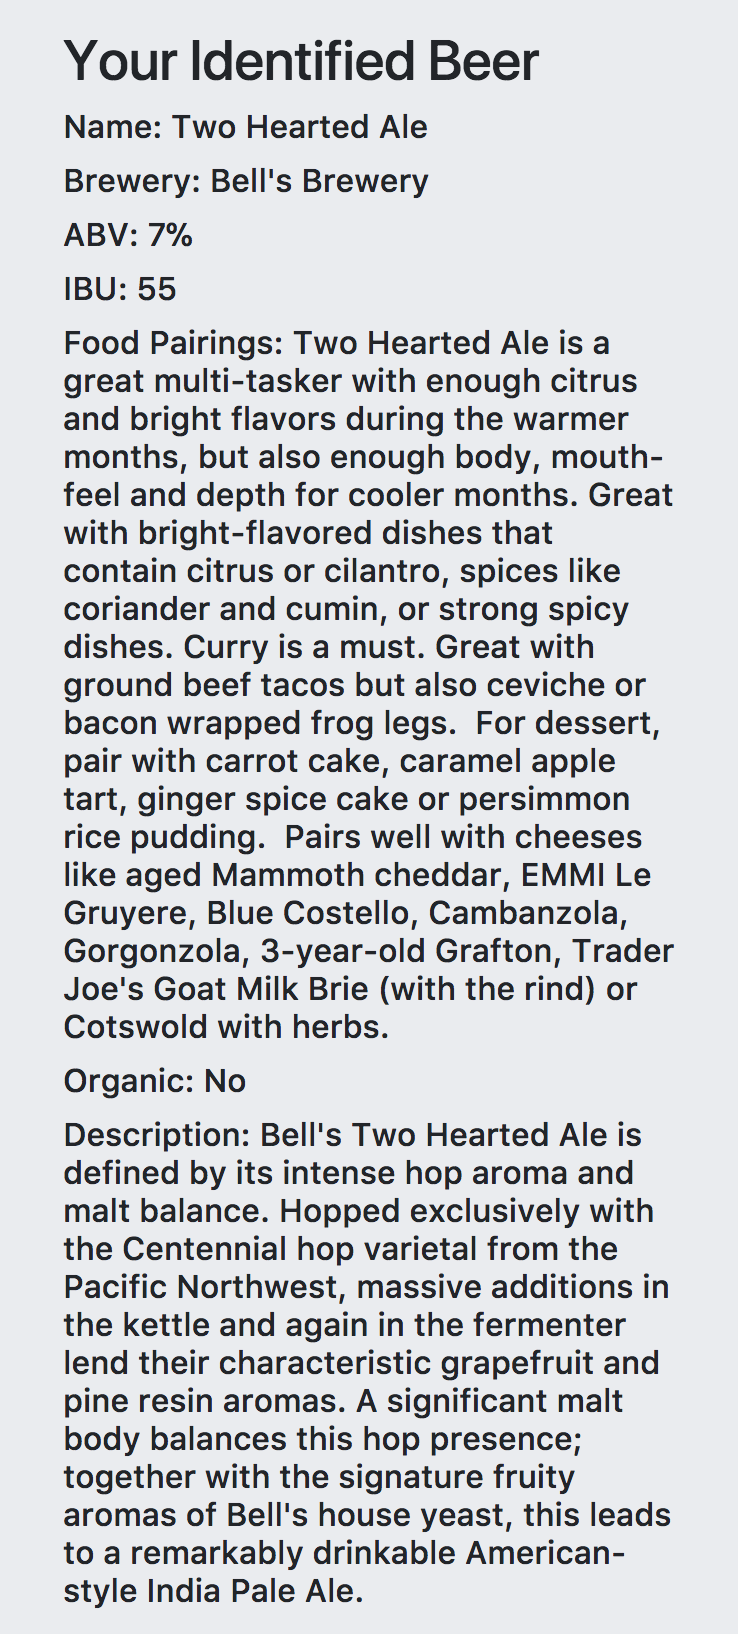 Your Identified Beer
Name: Two Hearted Ale
Brewery: Bell's Brewery
ABV: 7%
IBU: 55
Food Pairings: Two Hearted Ale is a
great multi-tasker with enough citrus
and bright flavors during the warmer
months, but also enough body, mouth-
feel and depth for cooler months. Great
with bright-flavored dishes that
contain citrus or cilantro, spices like
coriander and cumin, or strong spicy
dishes. Curry is a must. Great with
ground beef tacos but also ceviche or
bacon wrapped frog legs.  For dessert,
pair with carrot cake, caramel apple
tart, ginger spice cake or persimmon
rice pudding.  Pairs well with cheeses
like aged Mammoth cheddar, EMMI Le
Gruyere, Blue Costello, Cambanzola,
Gorgonzola, 3-year-old Grafton, Trader
Joe's Goat Milk Brie (with the rind) or
Cotswold with herbs.
Organic: No
Description: Bell's Two Hearted Ale is
defined by its intense hop aroma and
malt balance. Hopped exclusively with
the Centennial hop varietal from the
Pacific Northwest, massive additions in
the kettle and again in the fermenter
lend their characteristic grapefruit and
pine resin aromas. A significant malt
body balances this hop presence;
together with the signature fruity
aromas of Bell's house yeast, this leads
to a remarkably drinkable American-
style India Pale Ale.